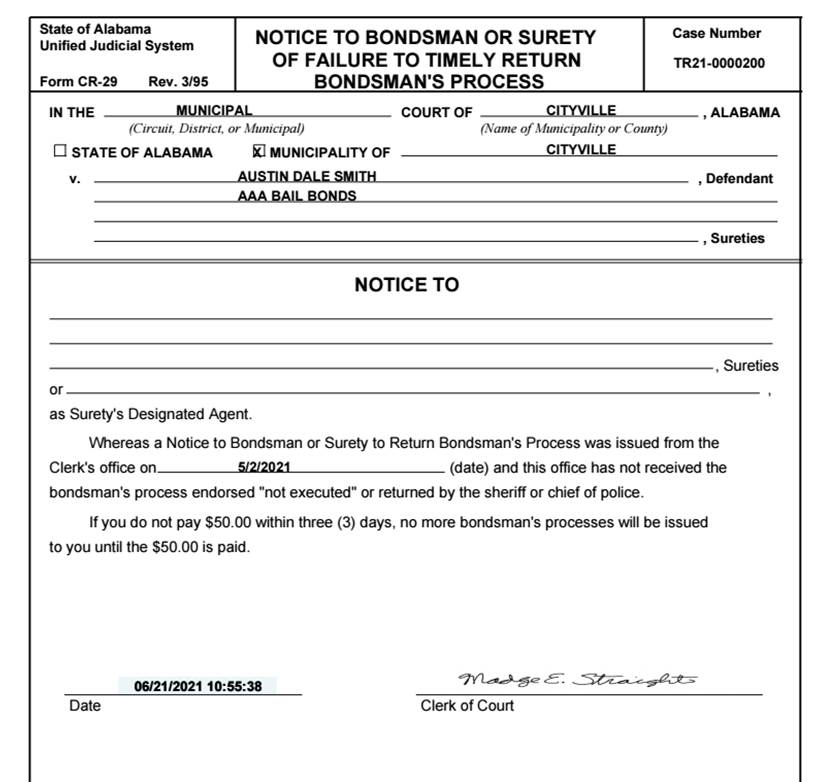 State of Alabama
Unified Judicial System
Form CR-29 Rev. 3/95
NOTICE TO BONDSMAN OR SURETY
OF FAILURE TO TIMELY RETURN
BONDSMAN'S PROCESS
Case Number
TR21-0000200
IN THE MUNICIPAL COURT OF CITYVILLE , ALABAMA
(Circuit, District, or Municipal) (Name of Municipality or County)
☐ STATE OF ALABAMA ☒ MUNICIPALITY OF CITYVILLE
v. AUSTIN DALE SMITH , Defendant
AAA BAIL BONDS
, Sureties
NOTICE TO
, Sureties
or ,
as Surety's Designated Agent.
Whereas a Notice to Bondsman or Surety to Return Bondsman's Process was issued from the
Clerk's office on 5/2/2021 (date) and this office has not received the
bondsman's process endorsed "not executed" or returned by the sheriff or chief of police.
If you do not pay $50.00 within three (3) days, no more bondsman's processes will be issued
to you until the $50.00 is paid.
06/21/2021 10:55:38 Madge E. Straight
Date Clerk of Court